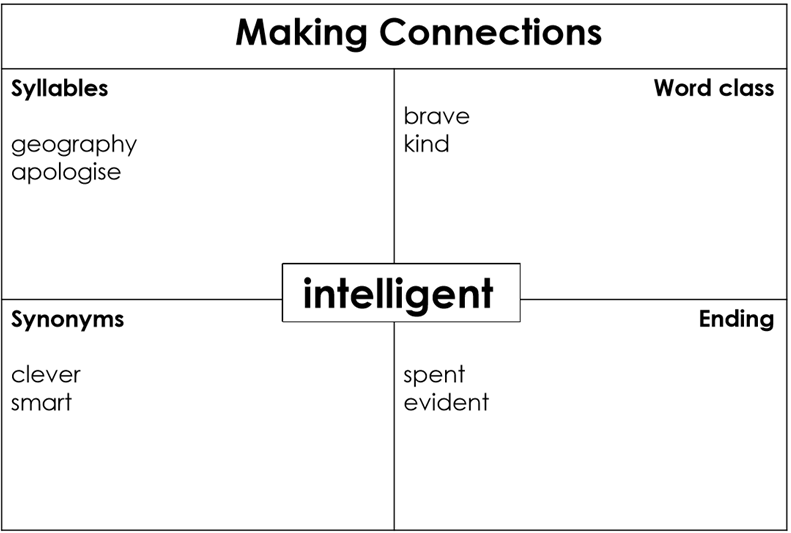 Making Connections
Syllables
geography
apologise
Word class
brave
kind
intelligent
Synonyms
clever
smart
Ending
spent
evident